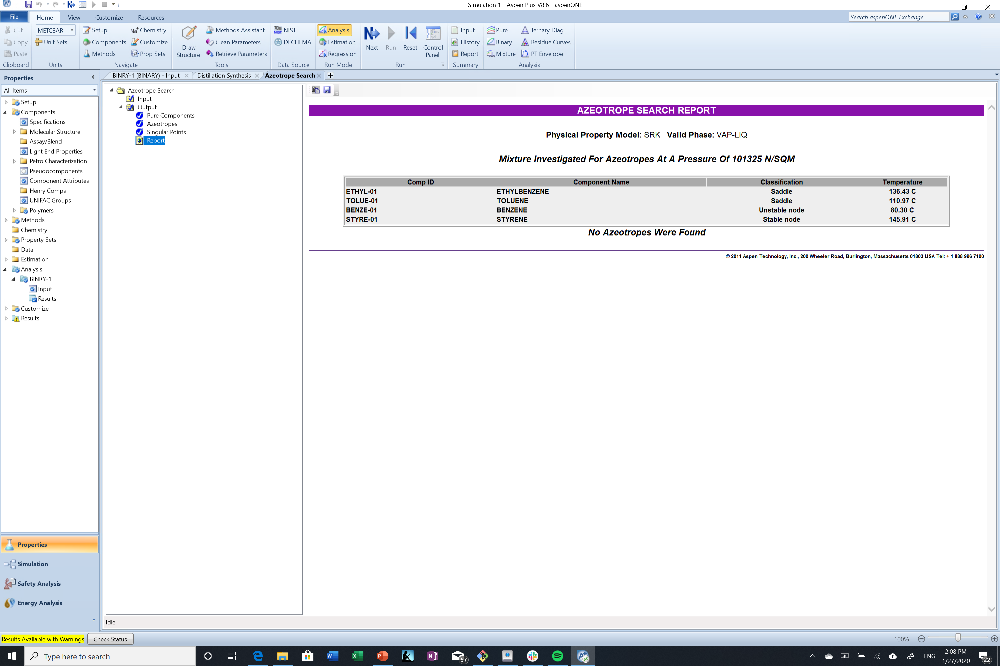 Simulation 1 - Aspen Plus V8.6 - aspenONE
File Home View Customize Resources
Search aspenONE Exchange
Cut METCBAR Setup Na+ Chemistry Methods Assistant TDE NIST NIST Analysis Input Pure Ternary Diag
Copy Unit Sets Components Customize Clean Parameters DECHEMA Estimation History Binary Residue Curves
Draw Structure Next Run Reset Control Panel
Paste Methods Prop Sets Retrieve Parameters Regression Report Mixture PT Envelope
Clipboard Units Navigate Tools Data Source Run Mode Run Summary Analysis
Properties
BINRY-1 (BINARY) - Input Distillation Synthesis Azeotrope Search
All Items
Setup
Components
Specifications
Molecular Structure
Assay/Blend
Light End Properties
Petro Characterization
Pseudocomponents
Component Attributes
Henry Comps
UNIFAC Groups
Polymers
Methods
Chemistry
Property Sets
Data
Estimation
Analysis
BINRY-1
Input
Results
Customize
Results
Properties
Simulation
Safety Analysis
Energy Analysis
Azeotrope Search
Input
Output
Pure Components
Azeotropes
Singular Points
Report
AZEOTROPE SEARCH REPORT
Physical Property Model: SRK Valid Phase: VAP-LIQ
Mixture Investigated For Azeotropes At A Pressure Of 101325 N/SQM
Comp ID Component Name Classification Temperature
ETHYL-01 ETHYLBENZENE Saddle 136.43 C
TOLUE-01 TOLUENE Saddle 110.97 C
BENZE-01 BENZENE Unstable node 80.30 C
STYRE-01 STYRENE Stable node 145.91 C
No Azeotropes Were Found
© 2011 Aspen Technology, Inc., 200 Wheeler Road, Burlington, Massachusetts 01803 USA Tel: + 1 888 996 7100
Idle
Results Available with Warnings Check Status
100%
Type here to search
57
ENG
2:08 PM
1/27/2020
22